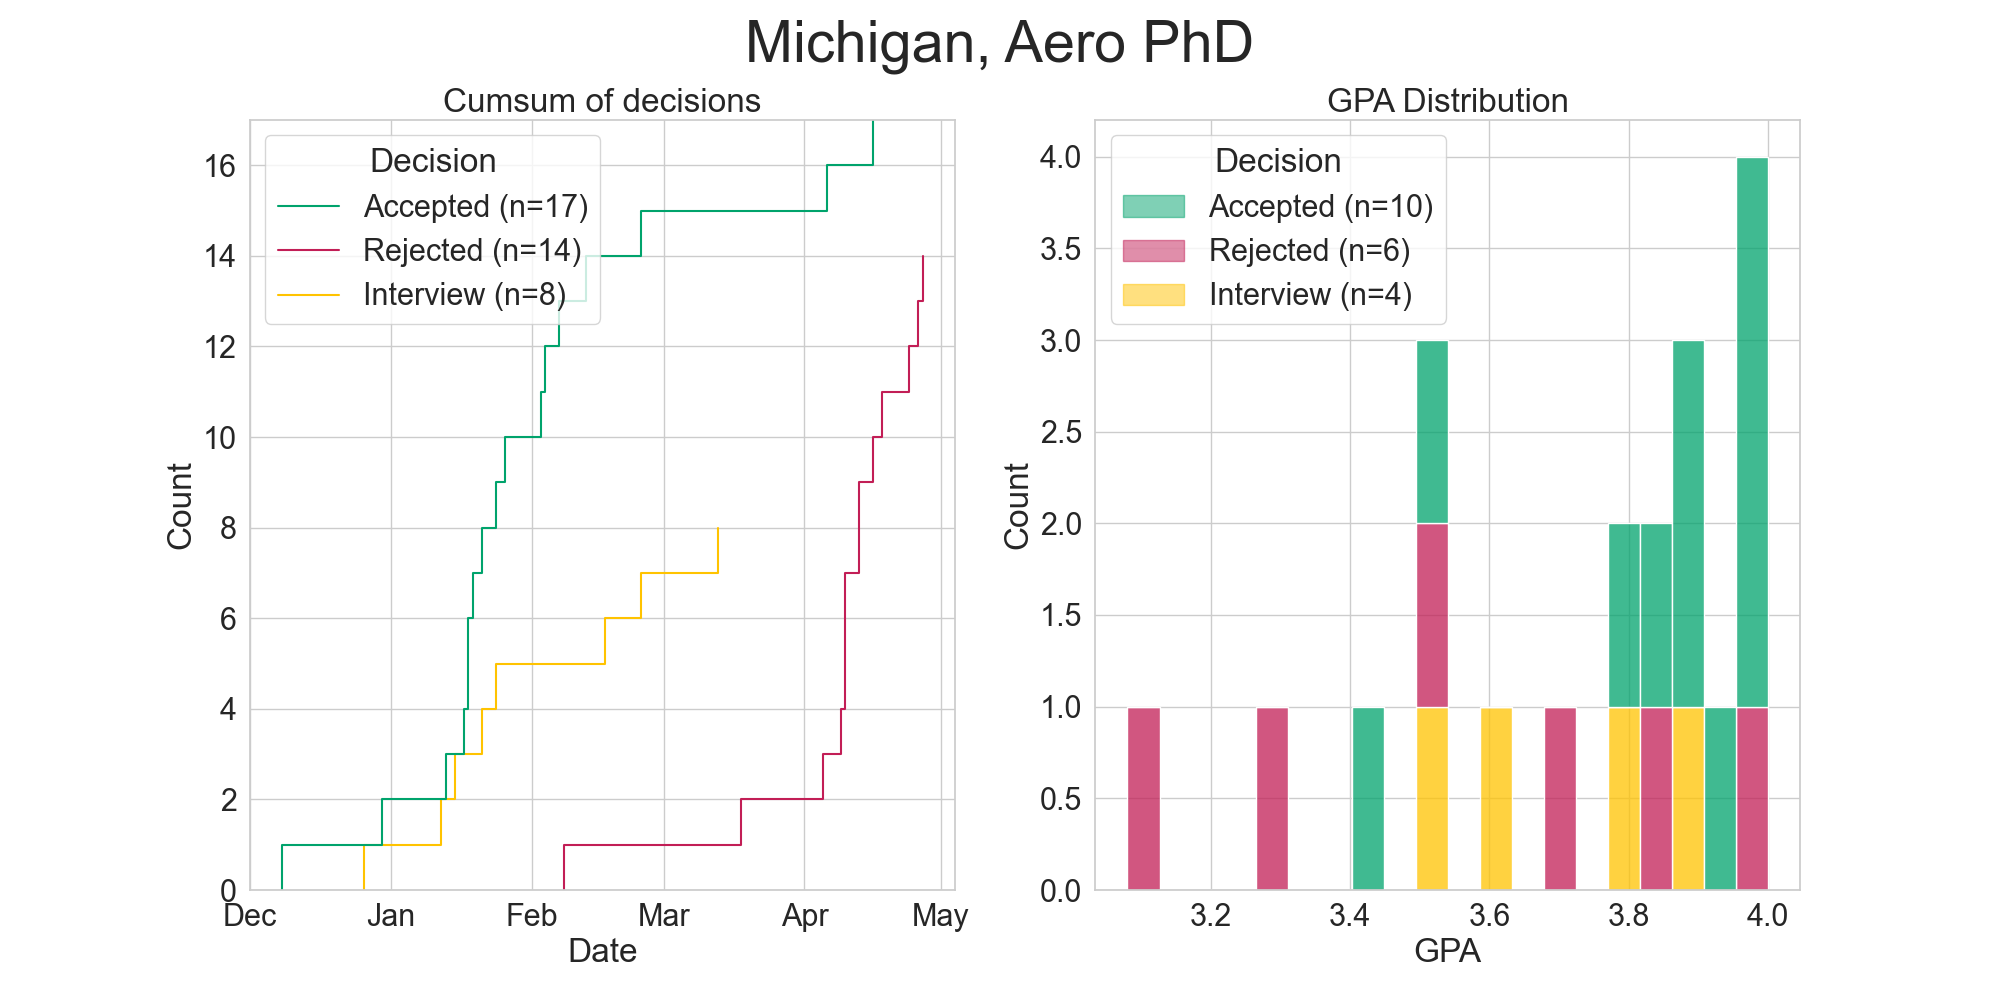 Michigan, Aero PhD
Cumsum of decisions
Decision
Accepted (n=17)
Rejected (n=14)
Interview (n=8)
16
14
12
10
8
6
4
2
0
Count
Dec Jan Feb Mar Apr May
Date
GPA Distribution
Decision
Accepted (n=10)
Rejected (n=6)
Interview (n=4)
4.0
3.5
3.0
2.5
2.0
1.5
1.0
0.5
0.0
Count
3.2 3.4 3.6 3.8 4.0
GPA